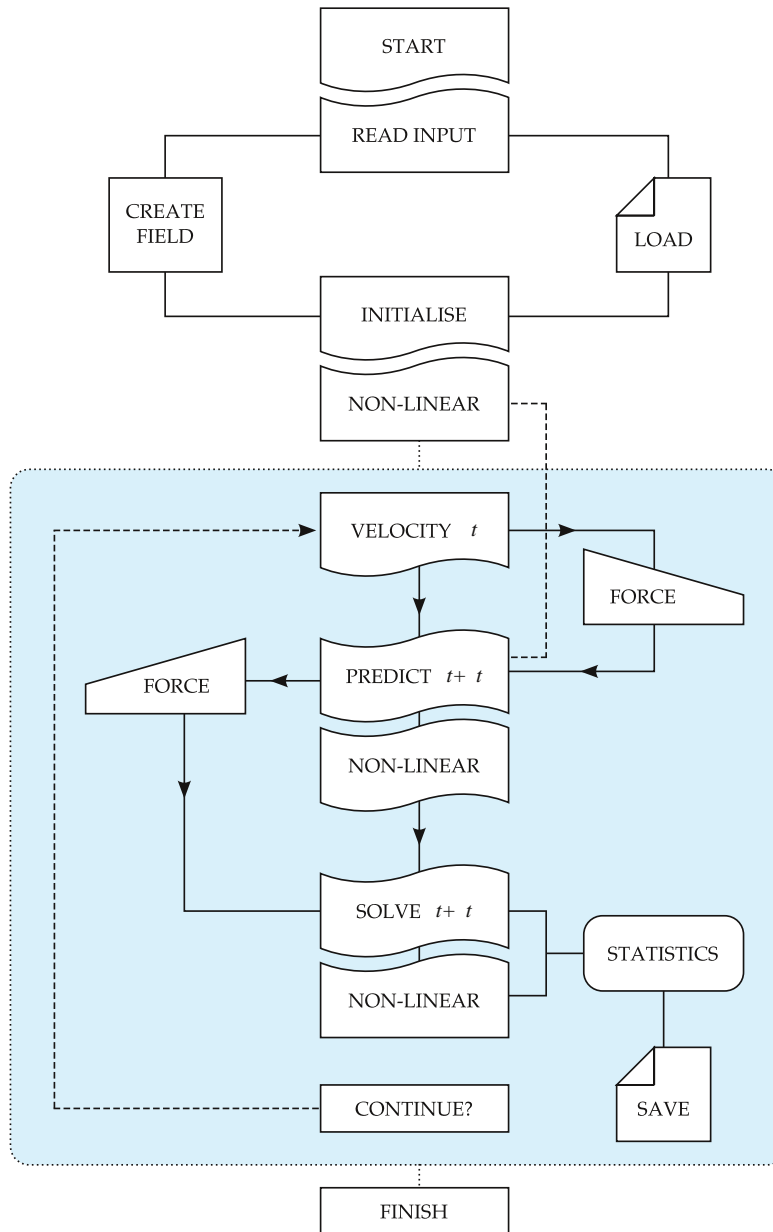 START
READ INPUT
CREATE
FIELD
LOAD
INITIALISE
NON-LINEAR
VELOCITY t
FORCE
PREDICT t+ t
FORCE
NON-LINEAR
SOLVE t+ t
STATISTICS
NON-LINEAR
CONTINUE?
SAVE
FINISH